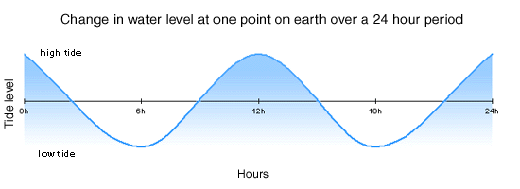 Change in water level at one point on earth over a 24 hour period
high tide
Tide level
0h 6h 12h 10h 24h
low tide
Hours